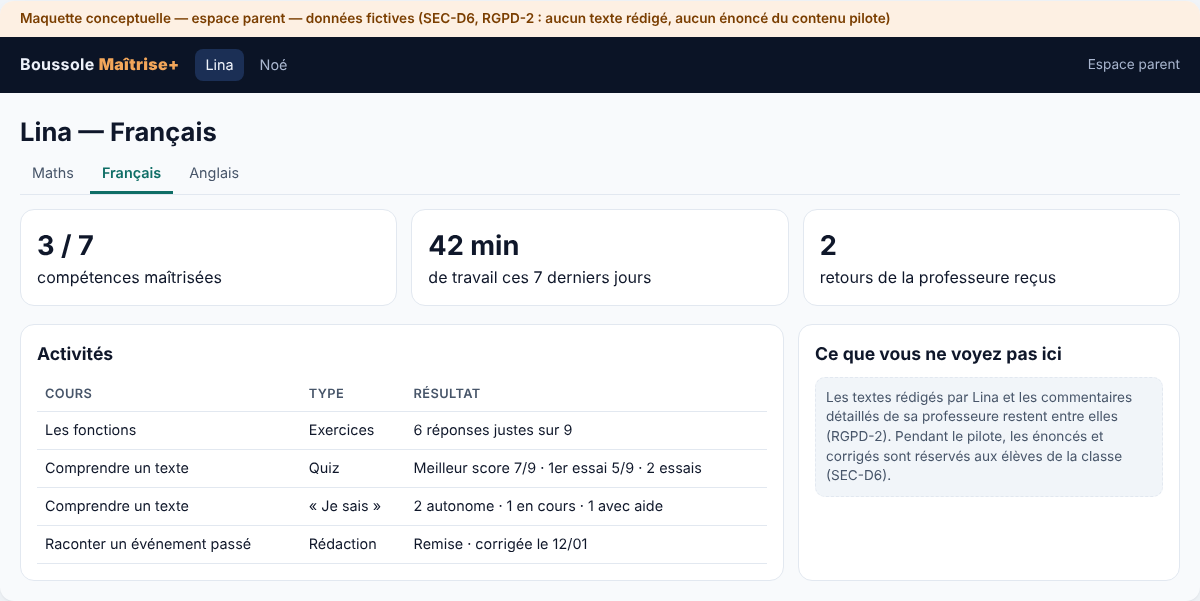 Maquette conceptuelle — espace parent — données fictives (SEC-D6, RGPD-2 : aucun texte rédigé, aucun énoncé du contenu pilote)
Boussole Maîtrise+ Lina Noé Espace parent
Lina — Français
Maths Français Anglais
3 / 7
compétences maîtrisées
42 min
de travail ces 7 derniers jours
2
retours de la professeure reçus
Activités
COURS TYPE RÉSULTAT
Les fonctions Exercices 6 réponses justes sur 9
Comprendre un texte Quiz Meilleur score 7/9 · 1er essai 5/9 · 2 essais
Comprendre un texte « Je sais » 2 autonome · 1 en cours · 1 avec aide
Raconter un événement passé Rédaction Remise · corrigée le 12/01
Ce que vous ne voyez pas ici
Les textes rédigés par Lina et les commentaires
détaillés de sa professeure restent entre elles
(RGPD-2). Pendant le pilote, les énoncés et
corrigés sont réservés aux élèves de la classe
(SEC-D6).